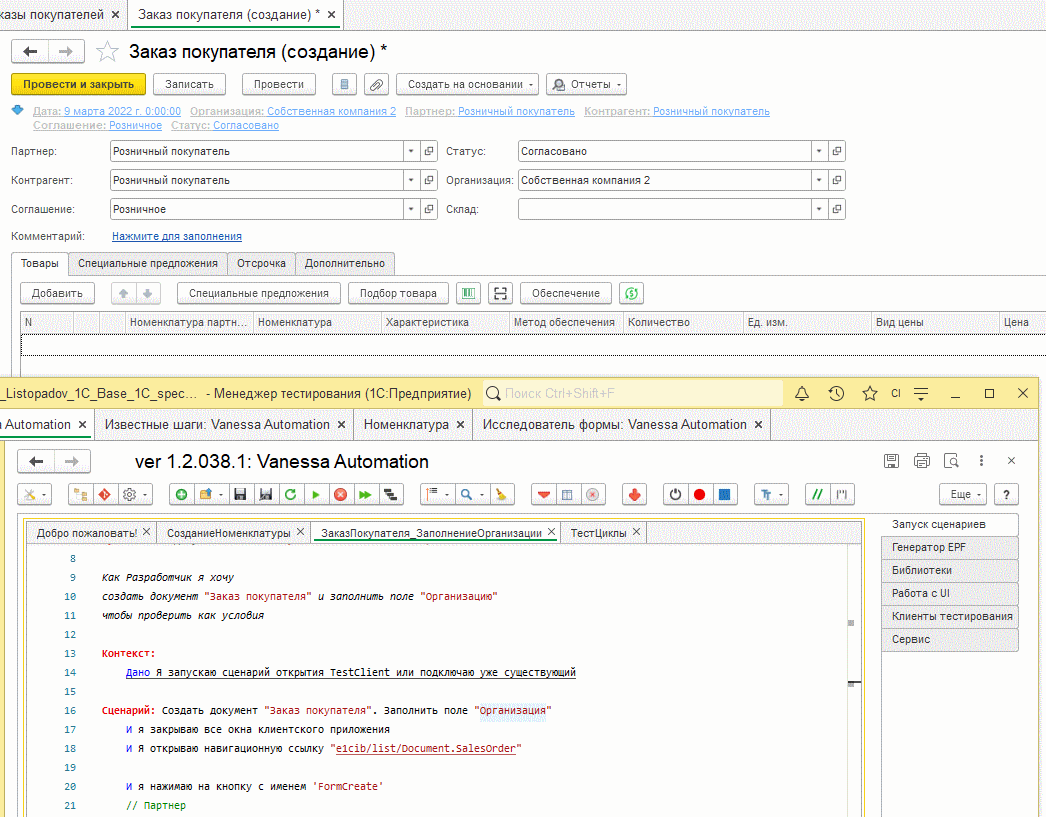 казы покупателей × Заказ покупателя (создание) * ×
Заказ покупателя (создание) *
Провести и закрыть Записать Провести Создать на основании Отчеты
Дата: 9 марта 2022 г. 0:00:00 Организация: Собственная компания 2 Партнер: Розничный покупатель Контрагент: Розничный покупатель
Соглашение: Розничное Статус: Согласовано
Партнер: Розничный покупатель Статус: Согласовано
Контрагент: Розничный покупатель Организация: Собственная компания 2
Соглашение: Розничное Склад:
Комментарий: Нажмите для заполнения
Товары Специальные предложения Отсрочка Дополнительно
Добавить Специальные предложения Подбор товара Обеспечение
N Номенклатура партн... Номенклатура Характеристика Метод обеспечения Количество Ед. изм. Вид цены Цена
_Listopadov_1C_Base_1C_spec... - Менеджер тестирования (1С:Предприятие) Поиск Ctrl+Shift+F CI
a Automation × Известные шаги: Vanessa Automation × Номенклатура × Исследователь формы: Vanessa Automation ×
ver 1.2.038.1: Vanessa Automation
Еще ?
Добро пожаловать! × СозданиеНоменклатуры × ЗаказПокупателя_ЗаполнениеОрганизации × ТестЦиклы ×
Запуск сценариев
Генератор EPF
Библиотеки
Работа с UI
Клиенты тестирования
Сервис
8
9 Как Разработчик я хочу
10 создать документ "Заказ покупателя" и заполнить поле "Организацию"
11 чтобы проверить как условия
12
13 Контекст:
14 Дано Я запускаю сценарий открытия TestClient или подключаю уже существующий
15
16 Сценарий: Создать документ "Заказ покупателя". Заполнить поле "Организация"
17 И я закрываю все окна клиентского приложения
18 И Я открываю навигационную ссылку "e1cib/list/Document.SalesOrder"
19
20 И я нажимаю на кнопку с именем 'FormCreate'
21 // Партнер